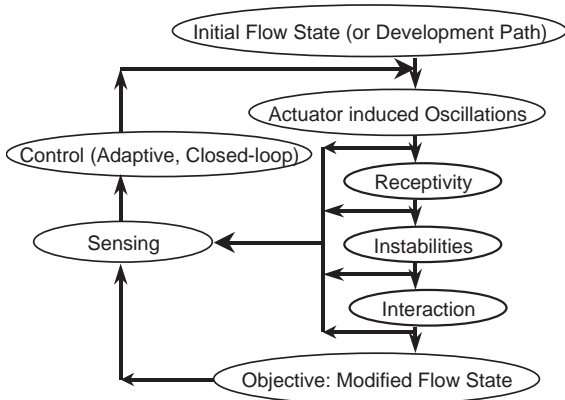 Initial Flow State (or Development Path)
Actuator induced Oscillations
Control (Adaptive, Closed-loop)
Receptivity
Sensing
Instabilities
Interaction
Objective: Modified Flow State